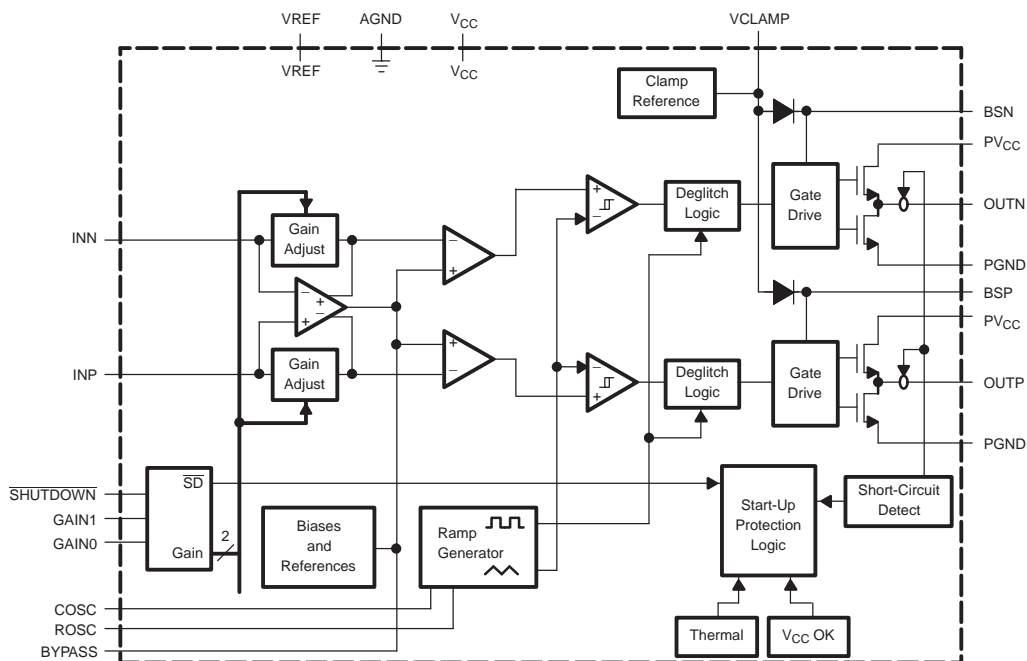 VREF
AGND
VCC
VCLAMP
VREF
VCC
Clamp
Reference
BSN
PVCC
Gain
Adjust
Deglitch
Logic
Gate
Drive
OUTN
INN
PGND
BSP
PVCC
INP
Gain
Adjust
Deglitch
Logic
Gate
Drive
OUTP
PGND
SHUTDOWN
SD
GAIN1
GAIN0
Gain
2
Biases
and
References
Ramp
Generator
Start-Up
Protection
Logic
Short-Circuit
Detect
COSC
ROSC
BYPASS
Thermal
VCC OK